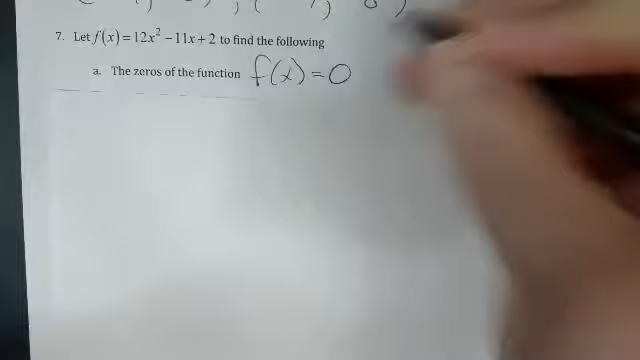 7. Let f(x) = 12x² − 11x + 2 to find the following
a. The zeros of the function f(x) = 0